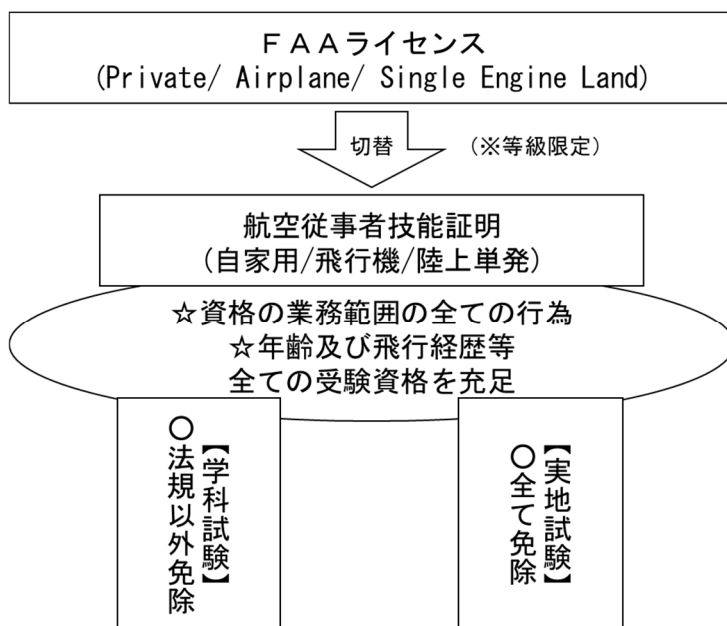 ＦＡＡライセンス
(Private/ Airplane/ Single Engine Land)
切替
(※等級限定)
航空従事者技能証明
(自家用/飛行機/陸上単発)
☆資格の業務範囲の全ての行為
☆年齢及び飛行経歴等
全ての受験資格を充足
【学科試験】
〇法規以外免除
【実地試験】
〇全て免除